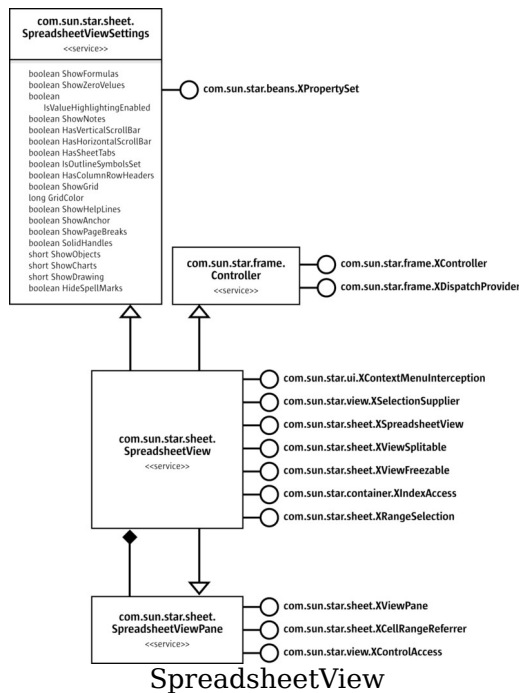 com.sun.star.sheet.
SpreadsheetViewSettings
<<service>>
boolean ShowFormulas
boolean ShowZeroVelues
boolean
IsValueHighlightingEnabled
boolean ShowNotes
boolean HasVerticalScrollBar
boolean HasHorizontalScrollBar
boolean HasSheetTabs
boolean IsOutlineSymbolsSet
boolean HasColumnRowHeaders
boolean ShowGrid
long GridColor
boolean ShowHelpLines
boolean ShowAnchor
boolean ShowPageBreaks
boolean SolidHandles
short ShowObjects
short ShowCharts
short ShowDrawing
boolean HideSpellMarks
com.sun.star.beans.XPropertySet
com.sun.star.frame.
Controller
<<service>>
com.sun.star.frame.XController
com.sun.star.frame.XDispatchProvider
com.sun.star.sheet.
SpreadsheetView
<<service>>
com.sun.star.ui.XContextMenuInterception
com.sun.star.view.XSelectionSupplier
com.sun.star.sheet.XSpreadsheetView
com.sun.star.sheet.XViewSplitable
com.sun.star.sheet.XViewFreezable
com.sun.star.container.XIndexAccess
com.sun.star.sheet.XRangeSelection
com.sun.star.sheet.
SpreadsheetViewPane
<<service>>
com.sun.star.sheet.XViewPane
com.sun.star.sheet.XCellRangeReferrer
com.sun.star.view.XControlAccess
SpreadsheetView